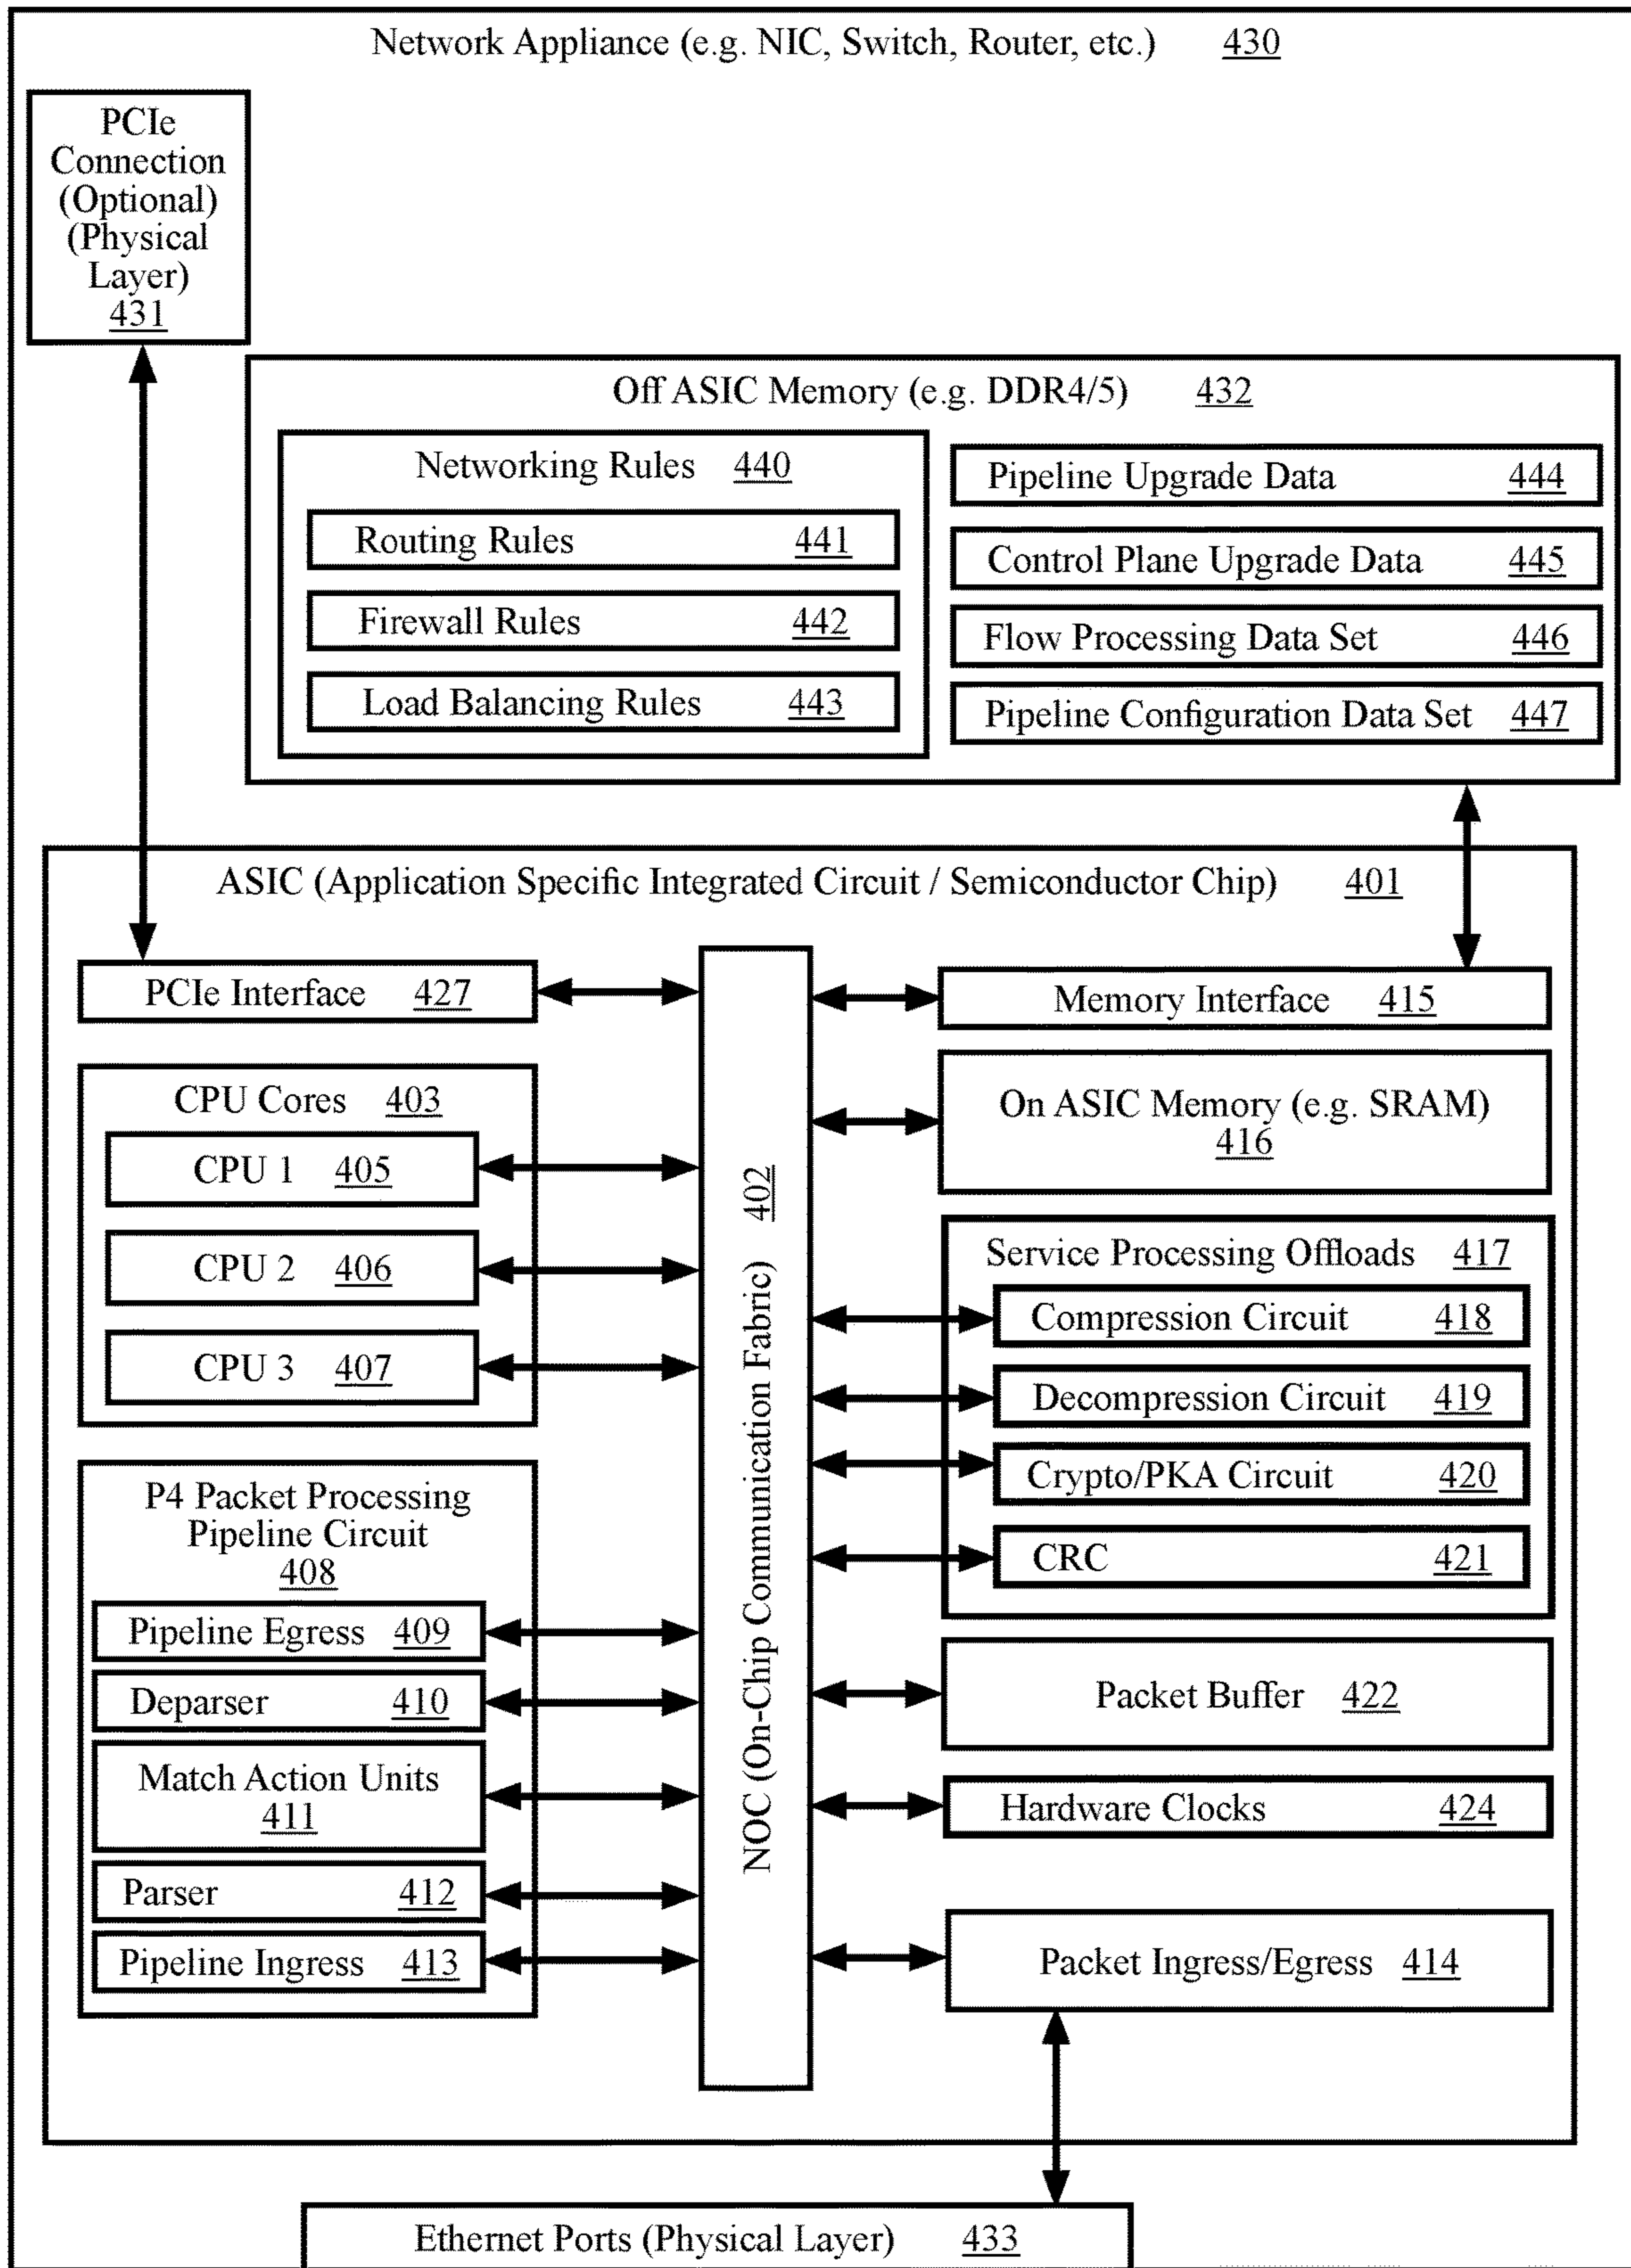 Network Appliance (e.g. NIC, Switch, Router, etc.) 430
PCIe
Connection
(Optional)
(Physical
Layer)
431
Off ASIC Memory (e.g. DDR4/5) 432
Networking Rules 440
Routing Rules 441
Firewall Rules 442
Load Balancing Rules 443
Pipeline Upgrade Data 444
Control Plane Upgrade Data 445
Flow Processing Data Set 446
Pipeline Configuration Data Set 447
ASIC (Application Specific Integrated Circuit / Semiconductor Chip) 401
PCIe Interface 427
CPU Cores 403
CPU 1 405
CPU 2 406
CPU 3 407
P4 Packet Processing
Pipeline Circuit
408
Pipeline Egress 409
Deparser 410
Match Action Units
411
Parser 412
Pipeline Ingress 413
NOC (On-Chip Communication Fabric) 402
Memory Interface 415
On ASIC Memory (e.g. SRAM)
416
Service Processing Offloads 417
Compression Circuit 418
Decompression Circuit 419
Crypto/PKA Circuit 420
CRC 421
Packet Buffer 422
Hardware Clocks 424
Packet Ingress/Egress 414
Ethernet Ports (Physical Layer) 433